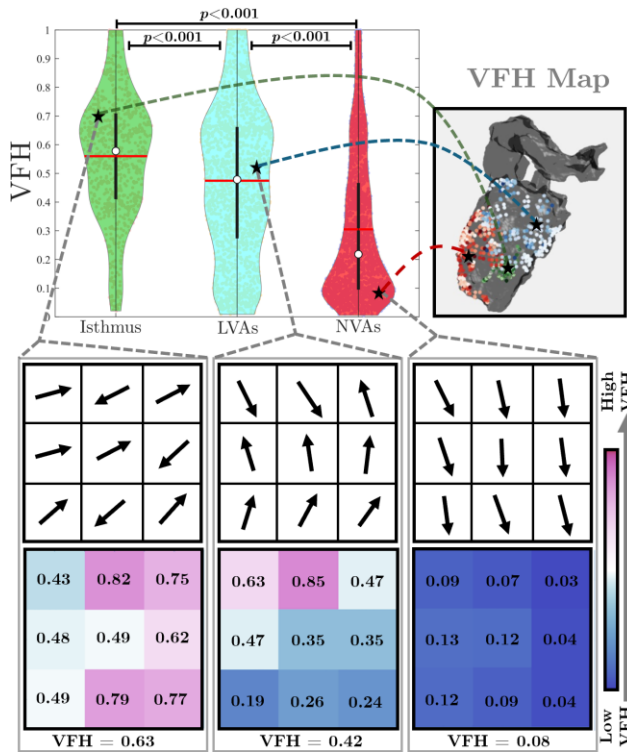 p<0.001
p<0.001 p<0.001
VFH Map
VFH
1
0.9
0.8
0.7
0.6
0.5
0.4
0.3
0.2
0.1
0
Isthmus LVAs NVAs
High
VFH
0.43 0.82 0.75
0.48 0.49 0.62
0.49 0.79 0.77
VFH = 0.63
0.63 0.85 0.47
0.47 0.35 0.35
0.19 0.26 0.24
VFH = 0.42
0.09 0.07 0.03
0.13 0.12 0.04
0.12 0.09 0.04
VFH = 0.08
Low
VFH